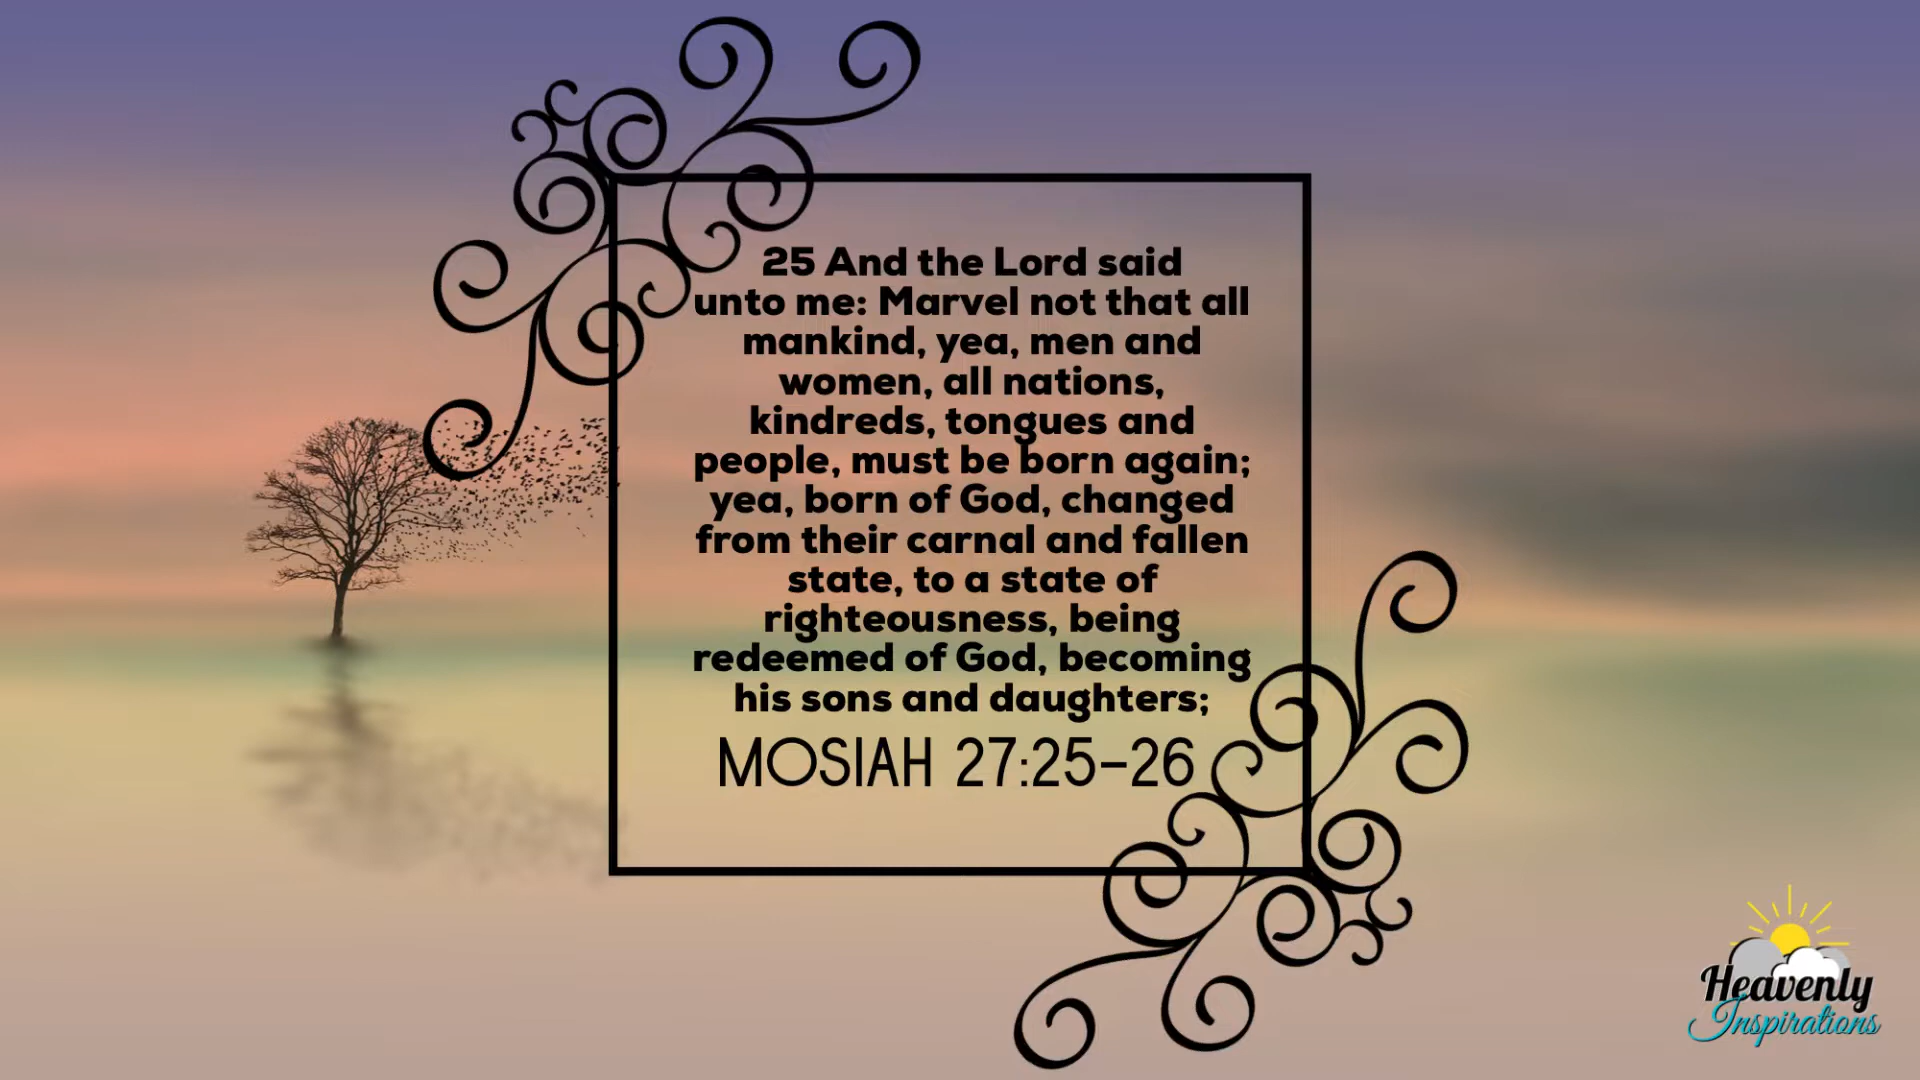 25 And the Lord said
unto me: Marvel not that all
mankind, yea, men and
women, all nations,
kindreds, tongues and
people, must be born again;
yea, born of God, changed
from their carnal and fallen
state, to a state of
righteousness, being
redeemed of God, becoming
his sons and daughters;
MOSIAH 27:25-26
Heavenly
Inspirations